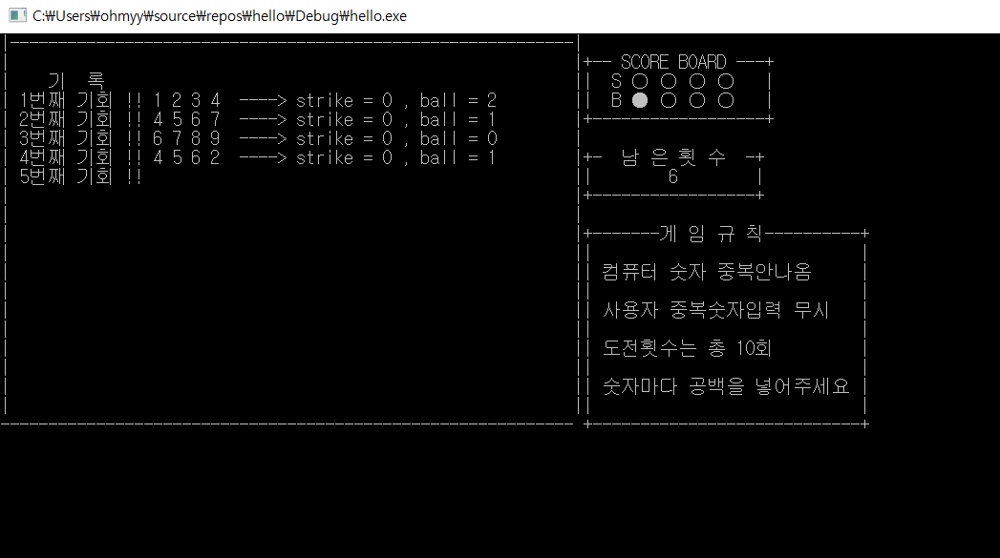 C:₩Users₩ohmyy₩source₩repos₩hello₩Debug₩hello.exe
기 록
1번째 기회 !! 1 2 3 4 ----> strike = 0 , ball = 2
2번째 기회 !! 4 5 6 7 ----> strike = 0 , ball = 1
3번째 기회 !! 6 7 8 9 ----> strike = 0 , ball = 0
4번째 기회 !! 4 5 6 2 ----> strike = 0 , ball = 1
5번째 기회 !!
+-- SCORE BOARD ---+
S ○ ○ ○ ○
B ● ○ ○ ○
+- 남 은 횟 수 -+
6
+-------게 임 규 칙----------+
컴퓨터 숫자 중복안나옴
사용자 중복숫자입력 무시
도전횟수는 총 10회
숫자마다 공백을 넣어주세요